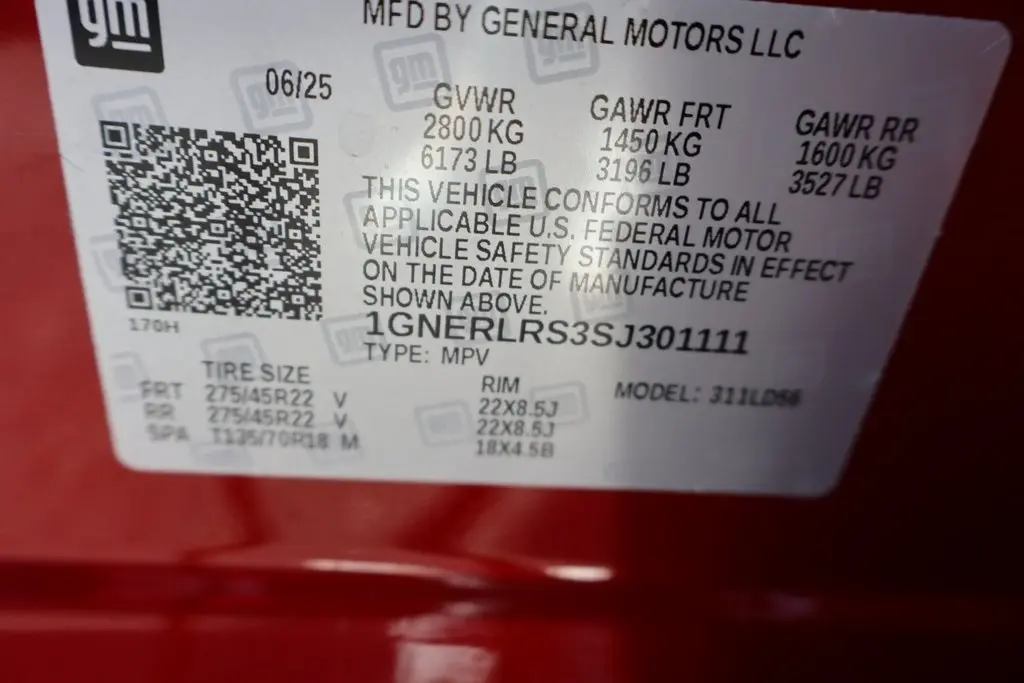 gm
MFD BY GENERAL MOTORS LLC
06/25
GVWR GAWR FRT GAWR RR
2800 KG 1450 KG 1600 KG
6173 LB 3196 LB 3527 LB
THIS VEHICLE CONFORMS TO ALL
APPLICABLE U.S. FEDERAL MOTOR
VEHICLE SAFETY STANDARDS IN EFFECT
ON THE DATE OF MANUFACTURE
SHOWN ABOVE.
170H
1GNERLRS3SJ301111
TYPE: MPV
TIRE SIZE RIM MODEL: 311LD56
FRT 275/45R22 V 22X8.5J
RR 275/45R22 V 22X8.5J
SPA T135/70R18 M 18X4.5B